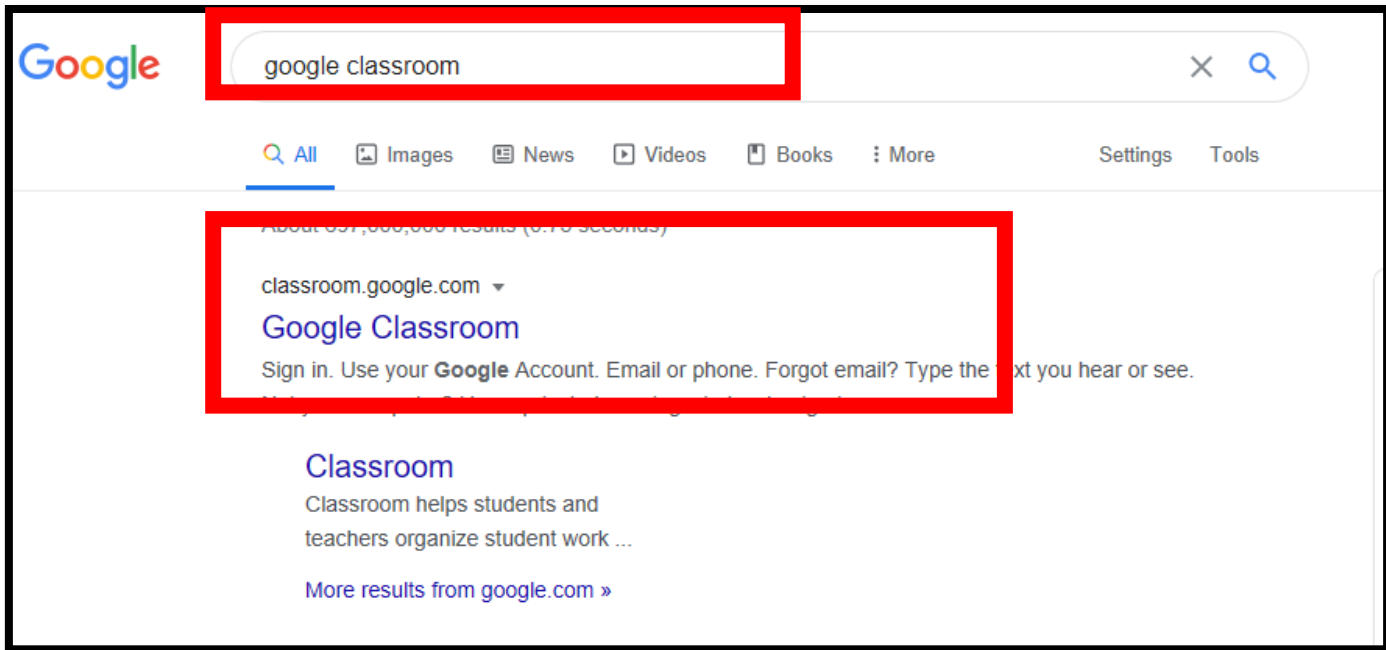 Google
google classroom
All Images News Videos Books More Settings Tools
results
classroom.google.com
Google Classroom
Sign in. Use your Google Account. Email or phone. Forgot email? Type the text you hear or see.
Classroom
Classroom helps students and
teachers organize student work ...
More results from google.com »